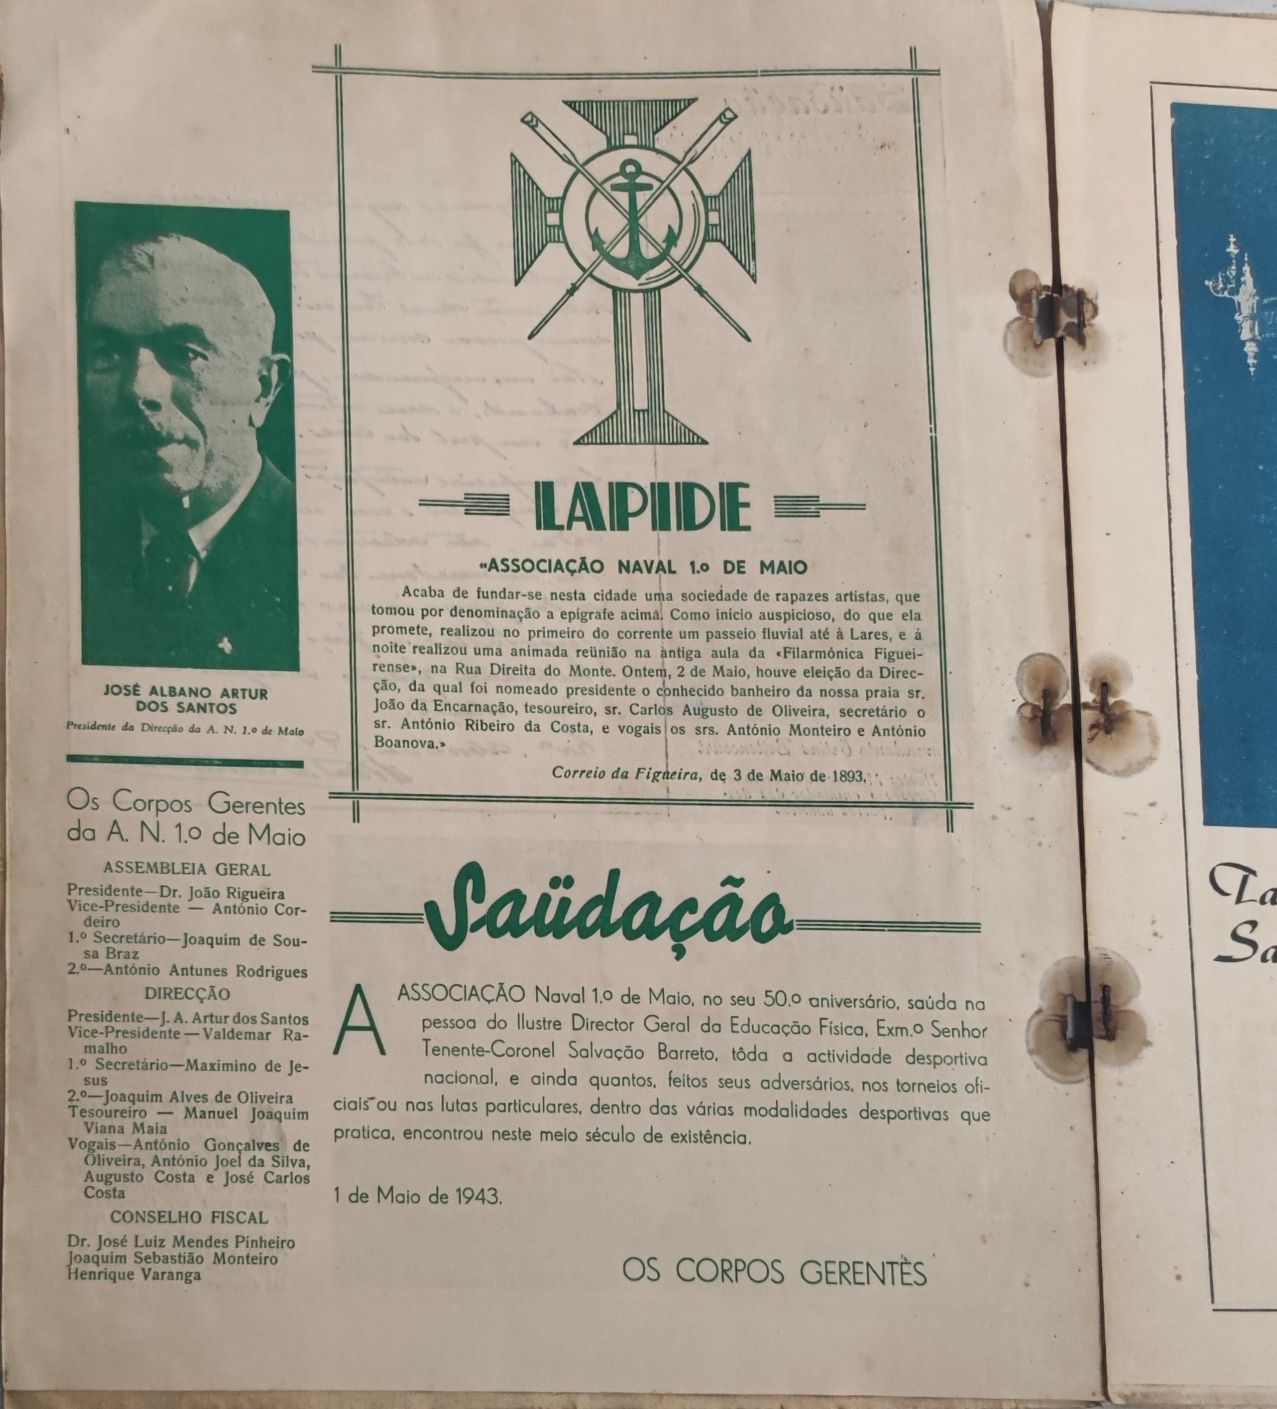 LAPIDE
«ASSOCIAÇÃO NAVAL 1.º DE MAIO
Acaba de fundar-se nesta cidade uma sociedade de rapazes artistas, que
tomou por denominação a epígrafe acima. Como início auspicioso, do que ela
promete, realizou no primeiro do corrente um passeio fluvial até à Lares, e à
noite realizou uma animada reünião na antiga aula da «Filarmónica Figuei-
rense», na Rua Direita do Monte. Ontem, 2 de Maio, houve eleição da Direc-
ção, da qual foi nomeado presidente o conhecido banheiro da nossa praia sr.
João da Encarnação, tesoureiro, sr. Carlos Augusto de Oliveira, secretário o
sr. António Ribeiro da Costa, e vogais os srs. António Monteiro e António
Boanova.»
Correio da Figueira, de 3 de Maio de 1893.
JOSÉ ALBANO ARTUR
DOS SANTOS
Presidente da Direcção da A. N. 1.º de Maio
Os Corpos Gerentes
da A. N. 1.º de Maio
ASSEMBLEIA GERAL
Presidente—Dr. João Rigueira
Vice-Presidente — António Cor-
deiro
1.º Secretário—Joaquim de Sou-
sa Braz
2.º—António Antunes Rodrigues
DIRECÇÃO
Presidente—J. A. Artur dos Santos
Vice-Presidente—Valdemar Ra-
malho
1.º Secretário—Maximino de Je-
sus
2.º—Joaquim Alves de Oliveira
Tesoureiro — Manuel Joaquim
Viana Maia
Vogais—António Gonçalves de
Oliveira, António Joel da Silva,
Augusto Costa e José Carlos
Costa
CONSELHO FISCAL
Dr. José Luiz Mendes Pinheiro
Joaquim Sebastião Monteiro
Henrique Varanga
Saüdação
A ASSOCIAÇÃO Naval 1.º de Maio, no seu 50.º aniversário, saúda na
pessoa do Ilustre Director Geral da Educação Física, Exm.º Senhor
Tenente-Coronel Salvação Barreto, tôda a actividade desportiva
nacional, e ainda quantos, feitos seus adversários, nos torneios ofi-
ciais ou nas lutas particulares, dentro das várias modalidades desportivas que
pratica, encontrou neste meio século de existência.
1 de Maio de 1943.
OS CORPOS GERENTES